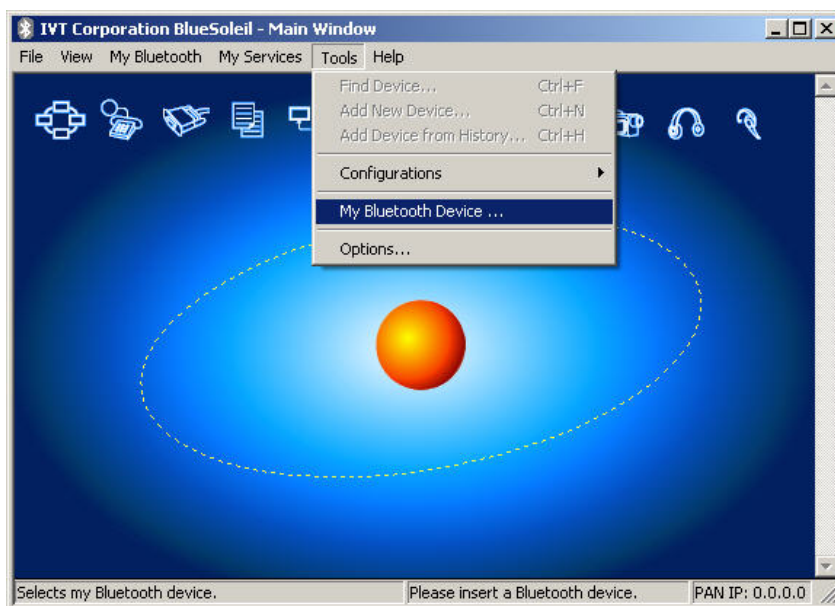 IVT Corporation BlueSoleil - Main Window
File View My Bluetooth My Services Tools Help
Find Device... Ctrl+F
Add New Device... Ctrl+N
Add Device from History... Ctrl+H
Configurations
My Bluetooth Device ...
Options...
Selects my Bluetooth device. Please insert a Bluetooth device. PAN IP: 0.0.0.0